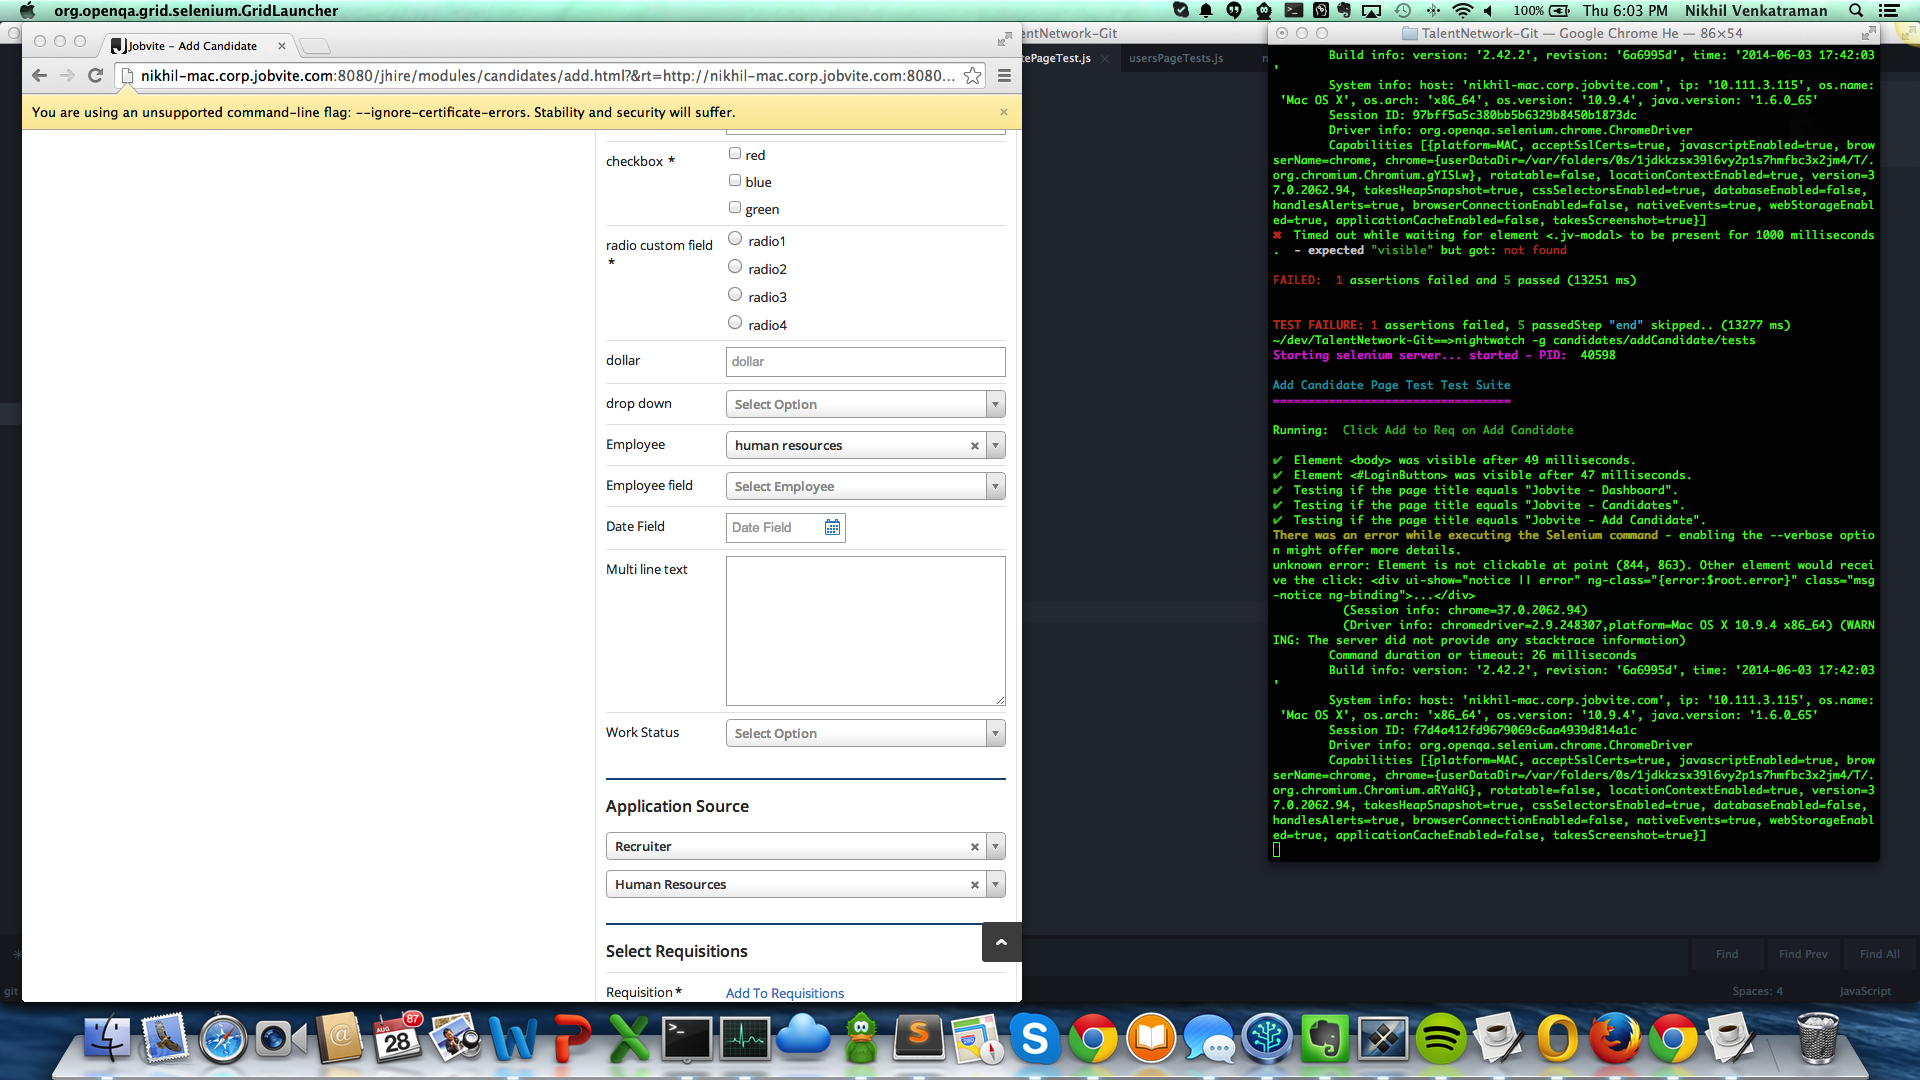 org.openqa.grid.selenium.GridLauncher
100%
Thu 6:03 PM
Nikhil Venkatraman
Jobvite - Add Candidate
nikhil-mac.corp.jobvite.com:8080/jhire/modules/candidates/add.html?&rt=http://nikhil-mac.corp.jobvite.com:8080...
You are using an unsupported command-line flag: --ignore-certificate-errors. Stability and security will suffer.
checkbox *
red
blue
green
radio custom field
*
radio1
radio2
radio3
radio4
dollar
dollar
drop down
Select Option
Employee
human resources
Employee field
Select Employee
Date Field
Date Field
Multi line text
Work Status
Select Option
Application Source
Recruiter
Human Resources
Select Requisitions
Requisition *
Add To Requisitions
entNetwork-Git
tePageTest.js
usersPageTests.js
git
Find
Find Prev
Find All
Spaces: 4
JavaScript
TalentNetwork-Git — Google Chrome He — 86×54
Build info: version: '2.42.2', revision: '6a6995d', time: '2014-06-03 17:42:03
'
System info: host: 'nikhil-mac.corp.jobvite.com', ip: '10.111.3.115', os.name:
'Mac OS X', os.arch: 'x86_64', os.version: '10.9.4', java.version: '1.6.0_65'
Session ID: 97bff5a5c380bb5b6329b8450b1873dc
Driver info: org.openqa.selenium.chrome.ChromeDriver
Capabilities [{platform=MAC, acceptSslCerts=true, javascriptEnabled=true, brow
serName=chrome, chrome={userDataDir=/var/folders/0s/1jdkkzsx39l6vy2p1s7hmfbc3x2jm4/T/.
org.chromium.Chromium.gYISLw}, rotatable=false, locationContextEnabled=true, version=3
7.0.2062.94, takesHeapSnapshot=true, cssSelectorsEnabled=true, databaseEnabled=false,
handlesAlerts=true, browserConnectionEnabled=false, nativeEvents=true, webStorageEnabl
ed=true, applicationCacheEnabled=false, takesScreenshot=true}]
✖ Timed out while waiting for element <.jv-modal> to be present for 1000 milliseconds
. - expected "visible" but got: not found
FAILED: 1 assertions failed and 5 passed (13251 ms)
TEST FAILURE: 1 assertions failed, 5 passedStep "end" skipped.. (13277 ms)
~/dev/TalentNetwork-Git==>nightwatch -g candidates/addCandidate/tests
Starting selenium server... started - PID: 40598
Add Candidate Page Test Test Suite
==================================
Running: Click Add to Req on Add Candidate
✔ Element <body> was visible after 49 milliseconds.
✔ Element <#LoginButton> was visible after 47 milliseconds.
✔ Testing if the page title equals "Jobvite - Dashboard".
✔ Testing if the page title equals "Jobvite - Candidates".
✔ Testing if the page title equals "Jobvite - Add Candidate".
There was an error while executing the Selenium command - enabling the --verbose optio
n might offer more details.
unknown error: Element is not clickable at point (844, 863). Other element would recei
ve the click: <div ui-show="notice || error" ng-class="{error:$root.error}" class="msg
-notice ng-binding">...</div>
(Session info: chrome=37.0.2062.94)
(Driver info: chromedriver=2.9.248307,platform=Mac OS X 10.9.4 x86_64) (WARN
ING: The server did not provide any stacktrace information)
Command duration or timeout: 26 milliseconds
Build info: version: '2.42.2', revision: '6a6995d', time: '2014-06-03 17:42:03
'
System info: host: 'nikhil-mac.corp.jobvite.com', ip: '10.111.3.115', os.name:
'Mac OS X', os.arch: 'x86_64', os.version: '10.9.4', java.version: '1.6.0_65'
Session ID: f7d4a412fd9679069c6aa4939d814a1c
Driver info: org.openqa.selenium.chrome.ChromeDriver
Capabilities [{platform=MAC, acceptSslCerts=true, javascriptEnabled=true, brow
serName=chrome, chrome={userDataDir=/var/folders/0s/1jdkkzsx39l6vy2p1s7hmfbc3x2jm4/T/.
org.chromium.Chromium.aRYaHG}, rotatable=false, locationContextEnabled=true, version=3
7.0.2062.94, takesHeapSnapshot=true, cssSelectorsEnabled=true, databaseEnabled=false,
handlesAlerts=true, browserConnectionEnabled=false, nativeEvents=true, webStorageEnabl
ed=true, applicationCacheEnabled=false, takesScreenshot=true}]
AUG
28
87